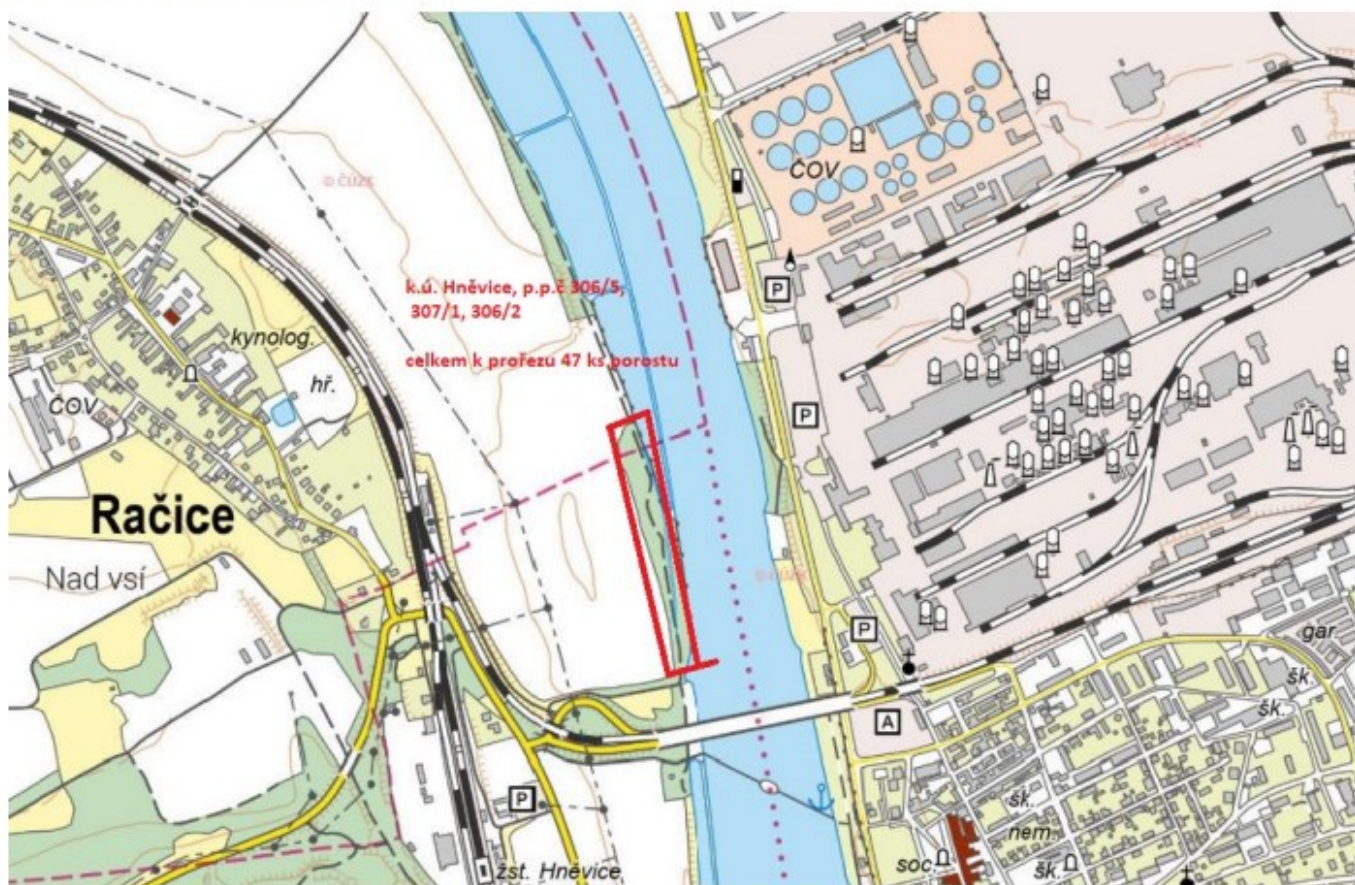 ČOV
© ČÚZK
© ČÚZK
k.ú. Hněvice, p.p.č 306/5,
307/1, 306/2
celkem k prořezu 47 ks porostu
kynolog.
hř.
ČOV
P
P
Račice
Nad vsí
© ČÚZK
P
gar.
šk.
šk.
A
P
šk.
nem.
soc.
šk.
žst. Hněvice